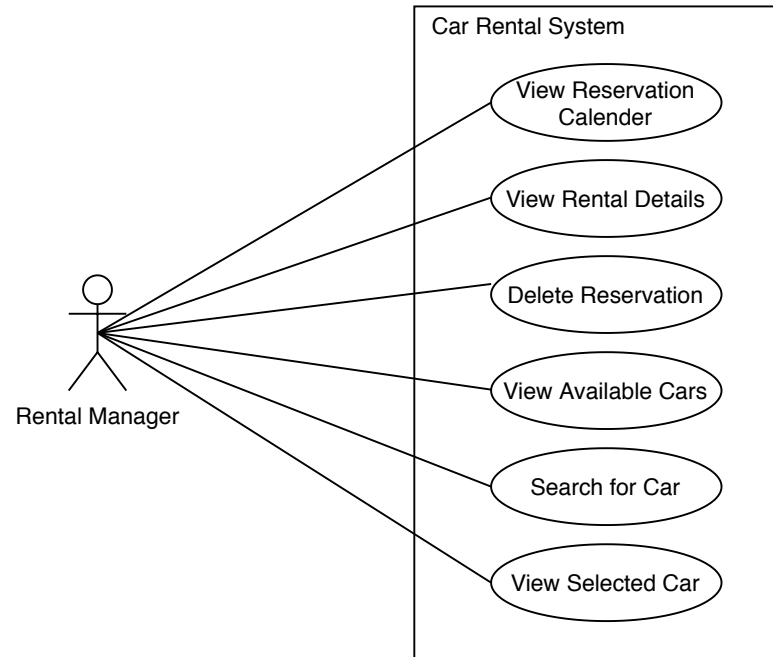 Car Rental System
View Reservation
Calender
View Rental Details
Delete Reservation
View Available Cars
Rental Manager
Search for Car
View Selected Car